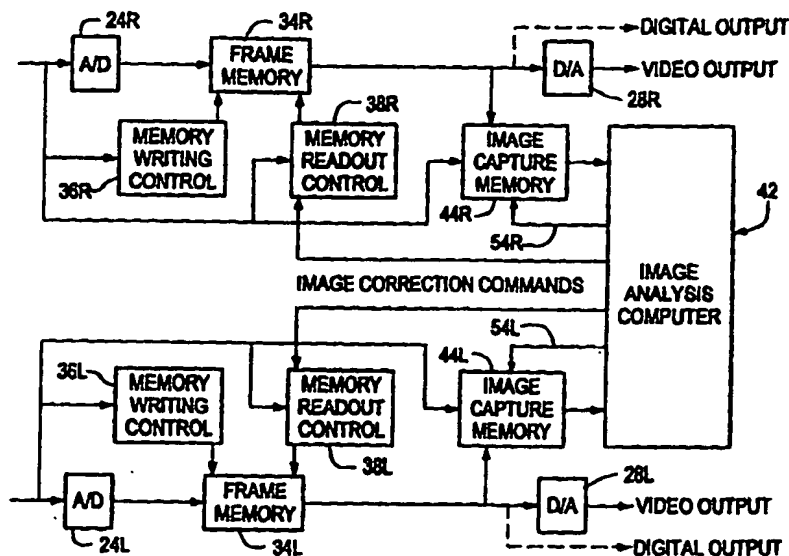 24R
34R
DIGITAL OUTPUT
A/D
FRAME
MEMORY
D/A
VIDEO OUTPUT
28R
38R
MEMORY
WRITING
CONTROL
36R
MEMORY
READOUT
CONTROL
IMAGE
CAPTURE
MEMORY
44R
54R
42
IMAGE CORRECTION COMMANDS
IMAGE
ANALYSIS
COMPUTER
54L
44L
36L
MEMORY
WRITING
CONTROL
MEMORY
READOUT
CONTROL
38L
IMAGE
CAPTURE
MEMORY
28L
A/D
FRAME
MEMORY
D/A
VIDEO OUTPUT
24L
34L
DIGITAL OUTPUT